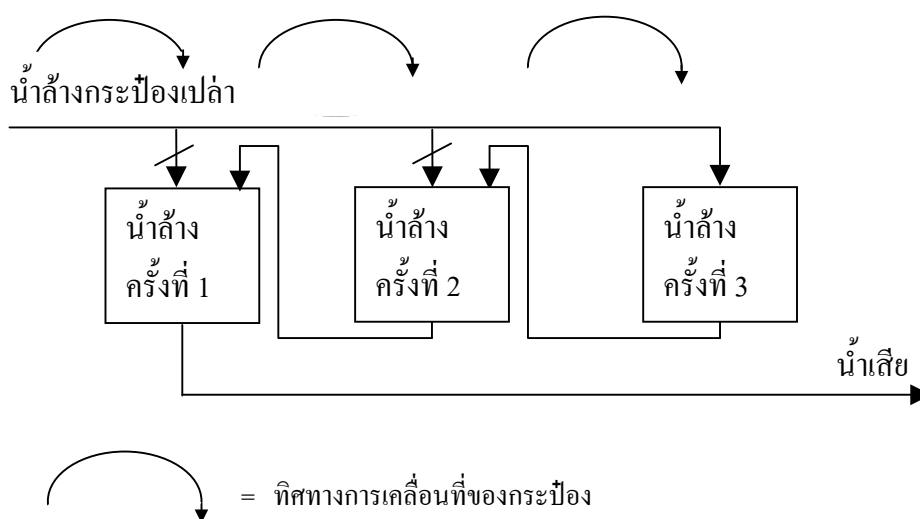 น้ำล้างกระป๋องเปล่า
น้ำล้าง
ครั้งที่ 1
น้ำล้าง
ครั้งที่ 2
น้ำล้าง
ครั้งที่ 3
น้ำเสีย
= ทิศทางการเคลื่อนที่ของกระป๋อง